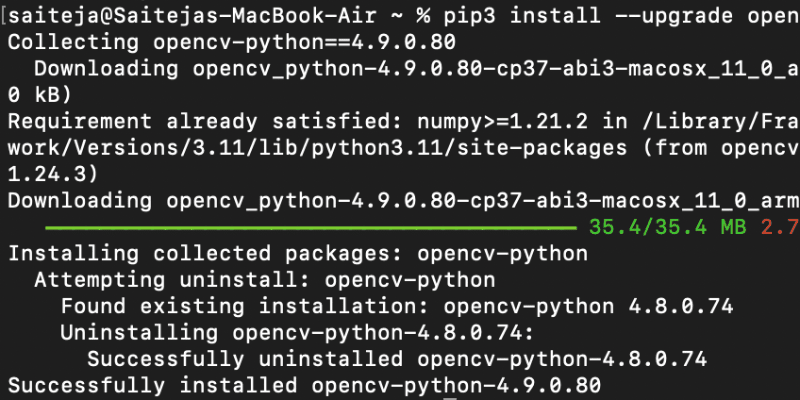 [saiteja@Saitejas-MacBook-Air ~ % pip3 install --upgrade open
Collecting opencv-python==4.9.0.80
  Downloading opencv_python-4.9.0.80-cp37-abi3-macosx_11_0_a
0 kB)
Requirement already satisfied: numpy>=1.21.2 in /Library/Fra
work/Versions/3.11/lib/python3.11/site-packages (from opencv
1.24.3)
Downloading opencv_python-4.9.0.80-cp37-abi3-macosx_11_0_arm
35.4/35.4 MB 2.7
Installing collected packages: opencv-python
  Attempting uninstall: opencv-python
    Found existing installation: opencv-python 4.8.0.74
    Uninstalling opencv-python-4.8.0.74:
      Successfully uninstalled opencv-python-4.8.0.74
Successfully installed opencv-python-4.9.0.80